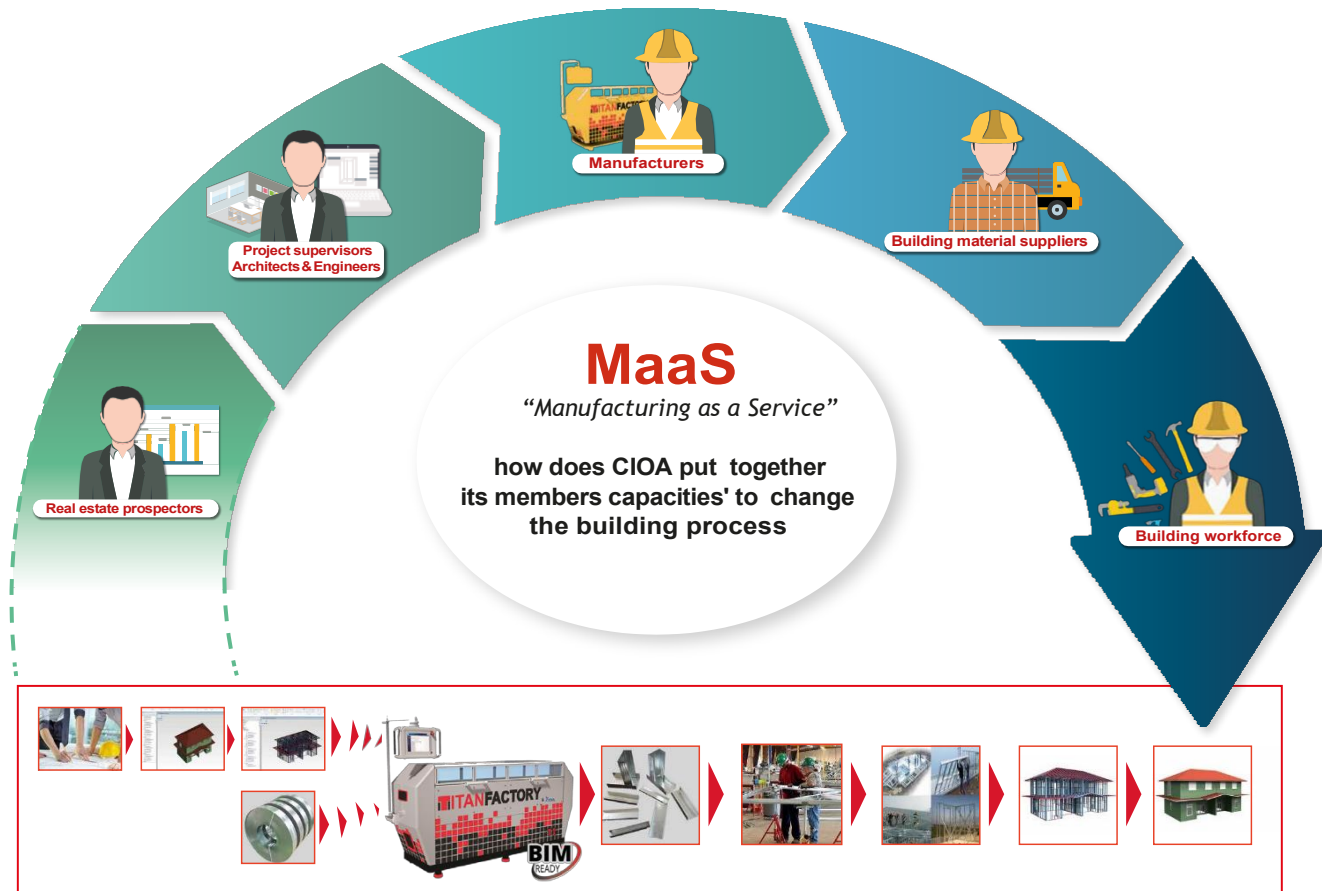 TITANFACTORY
Manufacturers
Project supervisors
Architects & Engineers
Building material suppliers
Real estate prospectors
MaaS
“Manufacturing as a Service”
how does CIOA put together
its members capacities' to change
the building process
Building workforce
TITANFACTORY
BIM
READY